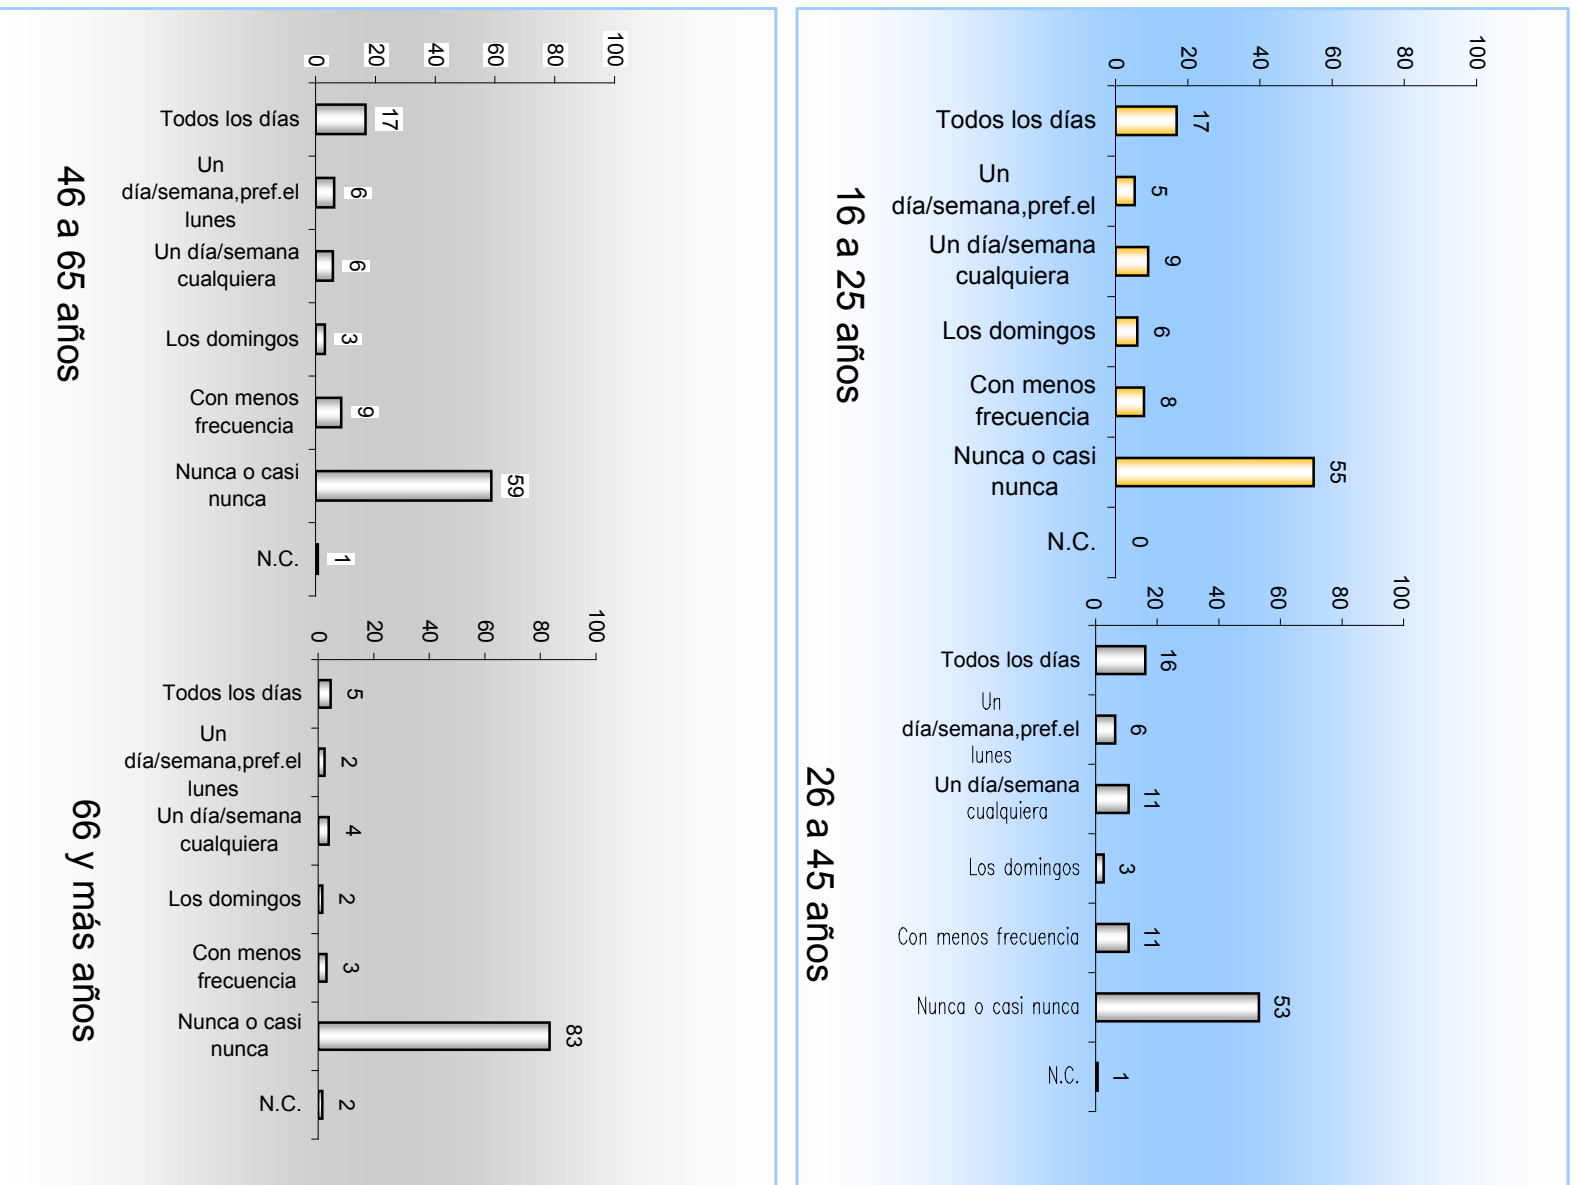 16 a 25 años
100
80
60
40
20
0
Todos los días
17
Un
día/semana,pref.el
5
Un día/semana
cualquiera
9
Los domingos
6
Con menos
frecuencia
8
Nunca o casi
nunca
55
N.C.
0
26 a 45 años
100
80
60
40
20
0
Todos los días
16
Un
día/semana,pref.el
lunes
6
Un día/semana
cualquiera
11
Los domingos
3
Con menos frecuencia
11
Nunca o casi nunca
53
N.C.
1
46 a 65 años
100
80
60
40
20
0
Todos los días
17
Un
día/semana,pref.el
lunes
6
Un día/semana
cualquiera
6
Los domingos
3
Con menos
frecuencia
9
Nunca o casi
nunca
59
N.C.
1
66 y más años
100
80
60
40
20
0
Todos los días
5
Un
día/semana,pref.el
lunes
2
Un día/semana
cualquiera
4
Los domingos
2
Con menos
frecuencia
3
Nunca o casi
nunca
83
N.C.
2